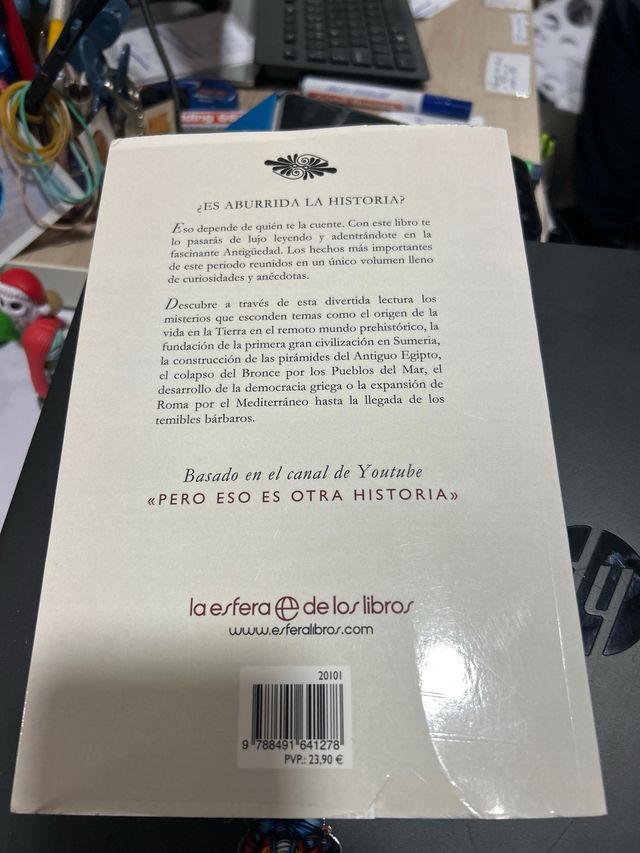 ¿ES ABURRIDA LA HISTORIA?
Eso depende de quién te la cuente. Con este libro te
lo pasarás de lujo leyendo y adentrándote en la
fascinante Antigüedad. Los hechos más importantes
de este periodo reunidos en un único volumen lleno
de curiosidades y anécdotas.
Descubre a través de esta divertida lectura los
misterios que esconden temas como el origen de la
vida en la Tierra en el remoto mundo prehistórico, la
fundación de la primera gran civilización en Sumeria,
la construcción de las pirámides del Antiguo Egipto,
el colapso del Bronce por los Pueblos del Mar, el
desarrollo de la democracia griega o la expansión de
Roma por el Mediterráneo hasta la llegada de los
temibles bárbaros.
Basado en el canal de Youtube
«PERO ESO ES OTRA HISTORIA»
la esfera de los libros
www.esferalibros.com
20101
9 788491 641278
PVP.: 23,90 €
hp